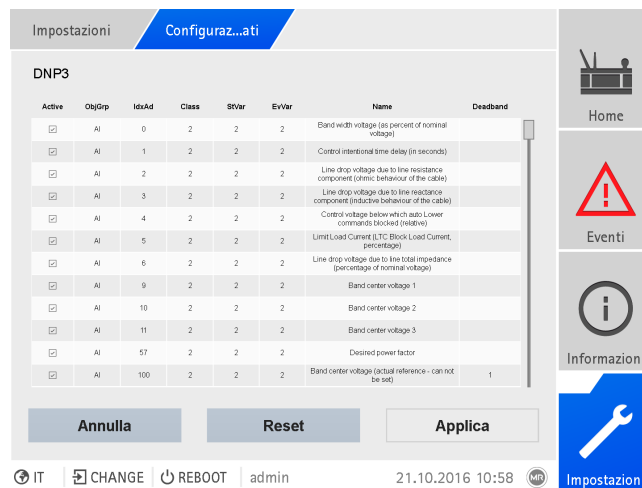 Impostazioni Configuraz...ati
DNP3
Active ObjGrp IdxAd Class StVar EvVar Name Deadband
AI 0 2 2 2 Band width voltage (as percent of nominal
voltage)
AI 1 2 2 2 Control intentional time delay (in seconds)
AI 2 2 2 2 Line drop voltage due to line resistance
component (ohmic behaviour of the cable)
AI 3 2 2 2 Line drop voltage due to line reactance
component (inductive behaviour of the cable)
AI 4 2 2 2 Control voltage below which auto Lower
commands blocked (relative)
AI 5 2 2 2 Limit Load Current (LTC Block Load Current,
percentage)
AI 6 2 2 2 Line drop voltage due to line total impedance
(percentage of nominal voltage)
AI 9 2 2 2 Band center voltage 1
AI 10 2 2 2 Band center voltage 2
AI 11 2 2 2 Band center voltage 3
AI 57 2 2 2 Desired power factor
AI 100 2 2 2 Band center voltage (actual reference - can not
be set) 1
Annulla Reset Applica
IT CHANGE REBOOT admin 21.10.2016 10:58 MR
Home
Eventi
Informazion
Impostazion